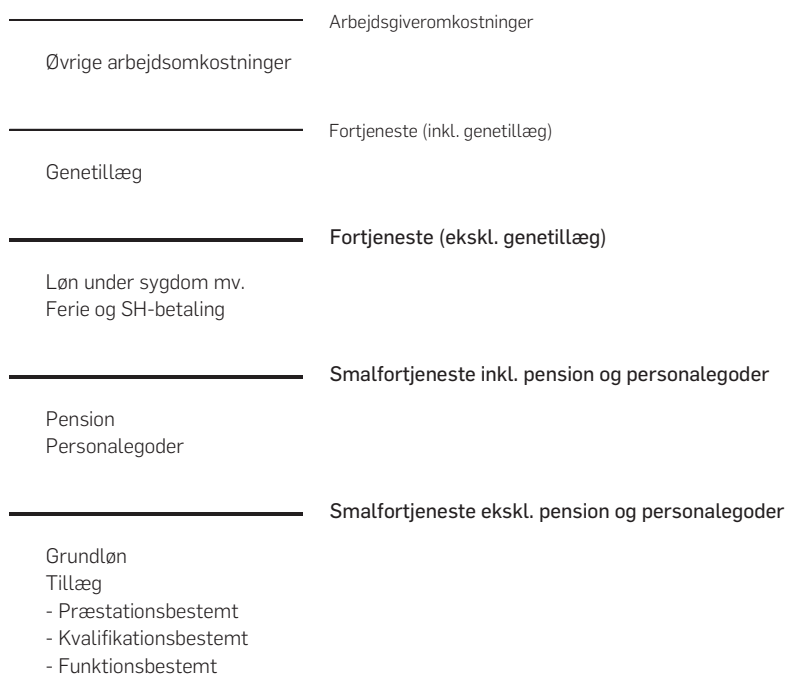 Arbejdsgiveromkostninger
Øvrige arbejdsomkostninger
Fortjeneste (inkl. genetillæg)
Genetillæg
Fortjeneste (ekskl. genetillæg)
Løn under sygdom mv.
Ferie og SH-betaling
Smalfortjeneste inkl. pension og personalegoder
Pension
Personalegoder
Smalfortjeneste ekskl. pension og personalegoder
Grundløn
Tillæg
- Præstationsbestemt
- Kvalifikationsbestemt
- Funktionsbestemt